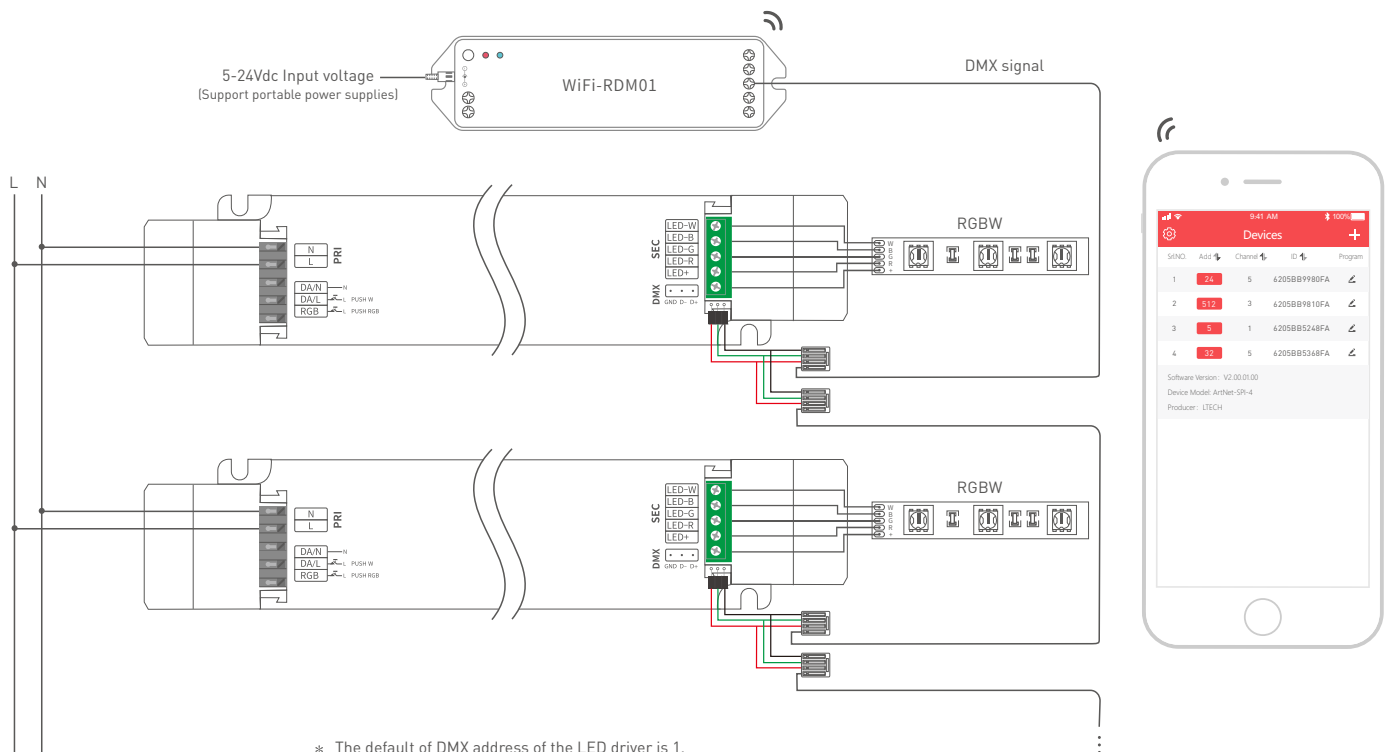 5-24Vdc Input voltage
(Support portable power supplies)
WiFi-RDM01
DMX signal
L N
N
L
PRI
DA/N
DA/L
RGB
N
L PUSH W
L PUSH RGB
SEC
LED-W
LED-B
LED-G
LED-R
LED+
DMX
GND D- D+
RGBW
W
B
G
R
+
N
L
PRI
DA/N
DA/L
RGB
N
L PUSH W
L PUSH RGB
SEC
LED-W
LED-B
LED-G
LED-R
LED+
DMX
GND D- D+
RGBW
W
B
G
R
+
9:41 AM 100%
Devices +
Srl.NO. Add Channel ID Program
1 24 5 6205BB9980FA
2 512 3 6205BB9810FA
3 5 1 6205BB5248FA
4 32 5 6205BB5368FA
Software Version : V2.00.01.00
Device Model: ArtNet-SPI-4
Producer : LTECH
* The default of DMX address of the LED driver is 1.